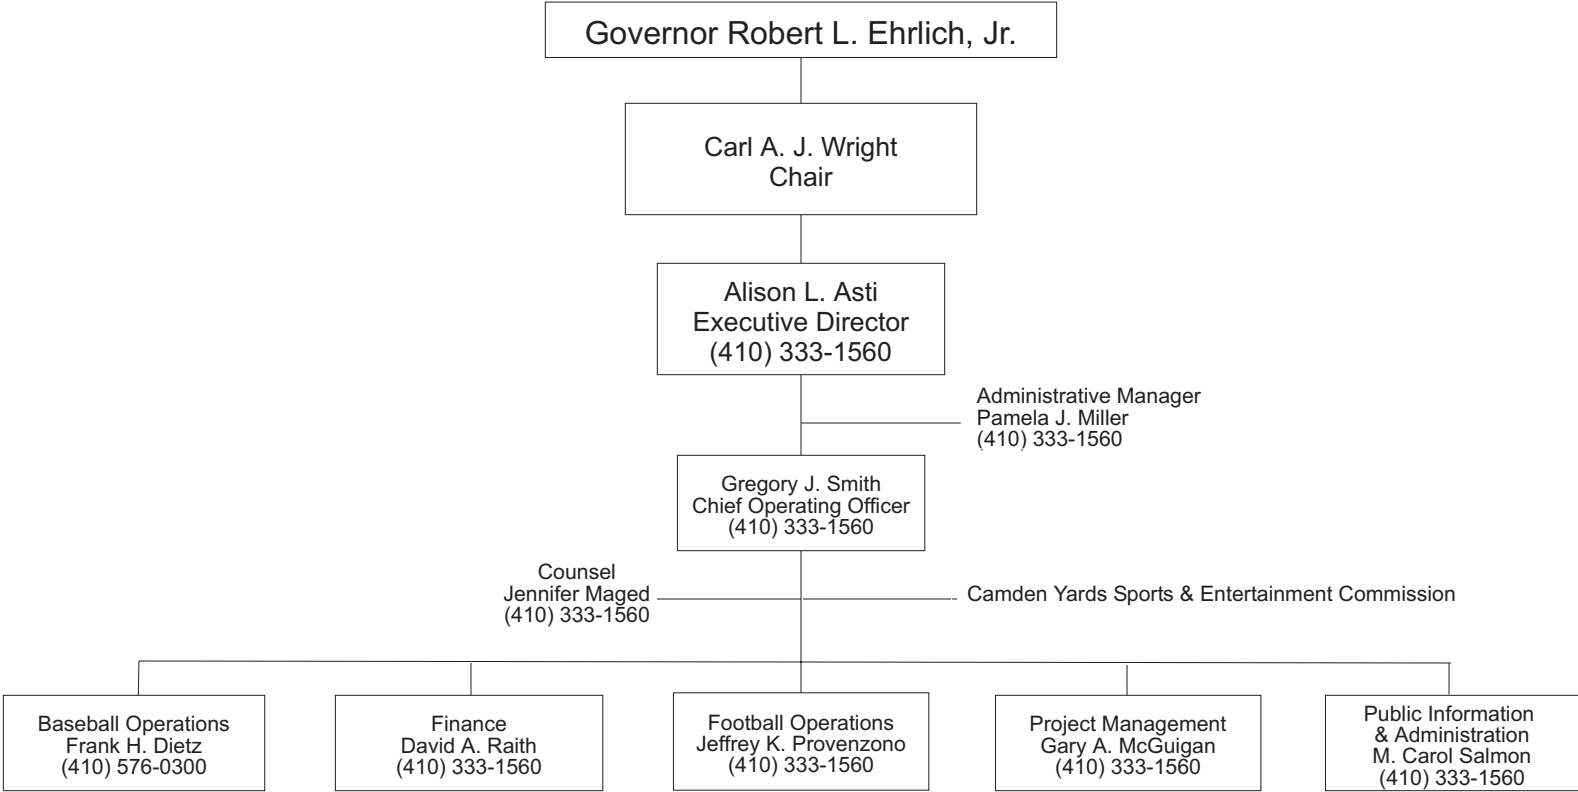 Governor Robert L. Ehrlich, Jr.
Carl A. J. Wright
Chair
Alison L. Asti
Executive Director
(410) 333-1560
Administrative Manager
Pamela J. Miller
(410) 333-1560
Gregory J. Smith
Chief Operating Officer
(410) 333-1560
Counsel
Jennifer Maged
(410) 333-1560
Camden Yards Sports & Entertainment Commission
Baseball Operations
Frank H. Dietz
(410) 576-0300
Finance
David A. Raith
(410) 333-1560
Football Operations
Jeffrey K. Provenzono
(410) 333-1560
Project Management
Gary A. McGuigan
(410) 333-1560
Public Information
& Administration
M. Carol Salmon
(410) 333-1560